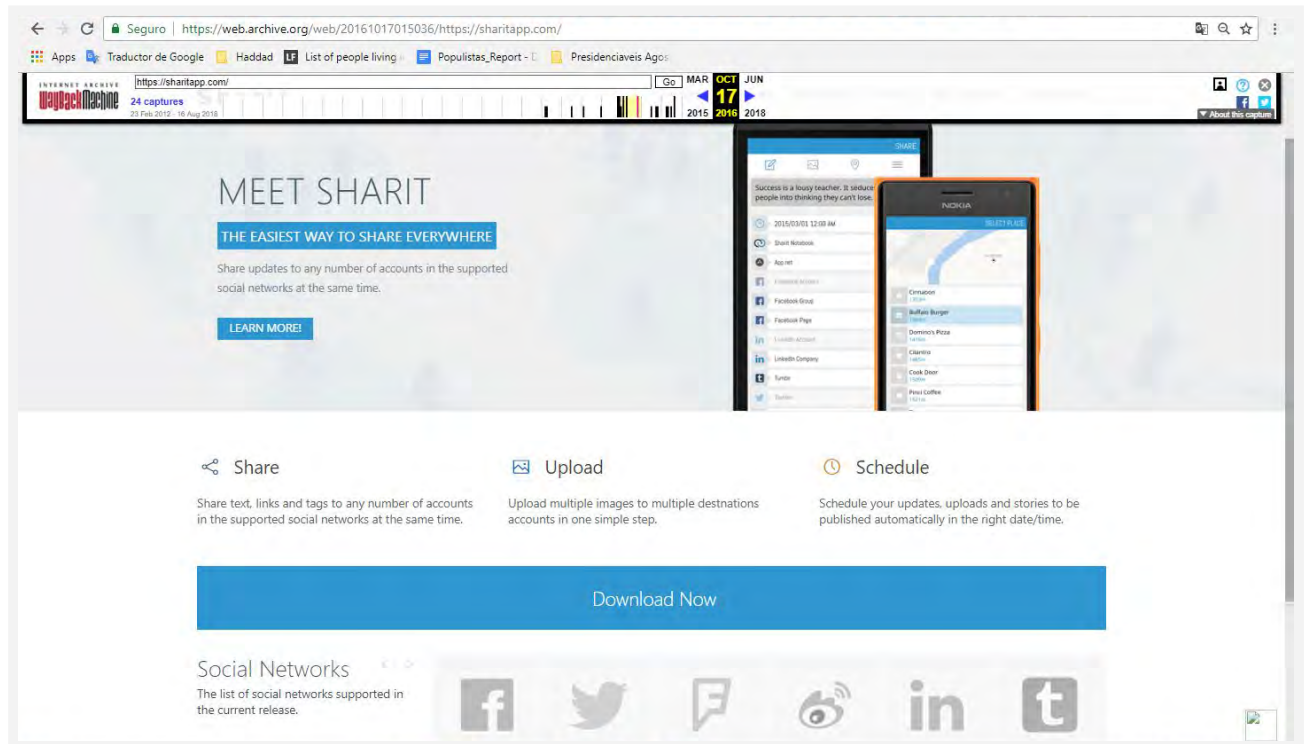 Seguro | https://web.archive.org/web/20161017015036/https://sharitapp.com/
Apps Traductor de Google Haddad LF List of people living Populistas_Report - Presidenciaveis Agos
INTERNET ARCHIVE
WayBackMachine
https://sharitapp.com/ Go MAR OCT JUN
24 captures 17
23 Feb 2012 - 16 Aug 2018 2015 2016 2018
About this capture
MEET SHARIT
THE EASIEST WAY TO SHARE EVERYWHERE
Share updates to any number of accounts in the supported
social networks at the same time.
LEARN MORE!
SHARE
Success is a lousy teacher. It seduce
people into thinking they can't lose.
2015/03/01 12:00 AM
Sharit Notebook
App.net
Facebook Account
Facebook Group
Facebook Page
LinkedIn Account
LinkedIn Company
Tumblr
Twitter
NOKIA
SELECT PLACE
Cinnabon
Buffalo Burger
Domino's Pizza
Cilantro
Cook Door
Pinei Coffee
Share
Share text, links and tags to any number of accounts
in the supported social networks at the same time.
Upload
Upload multiple images to multiple destnations
accounts in one simple step.
Schedule
Schedule your updates, uploads and stories to be
published automatically in the right date/time.
Download Now
Social Networks
The list of social networks supported in
the current release.